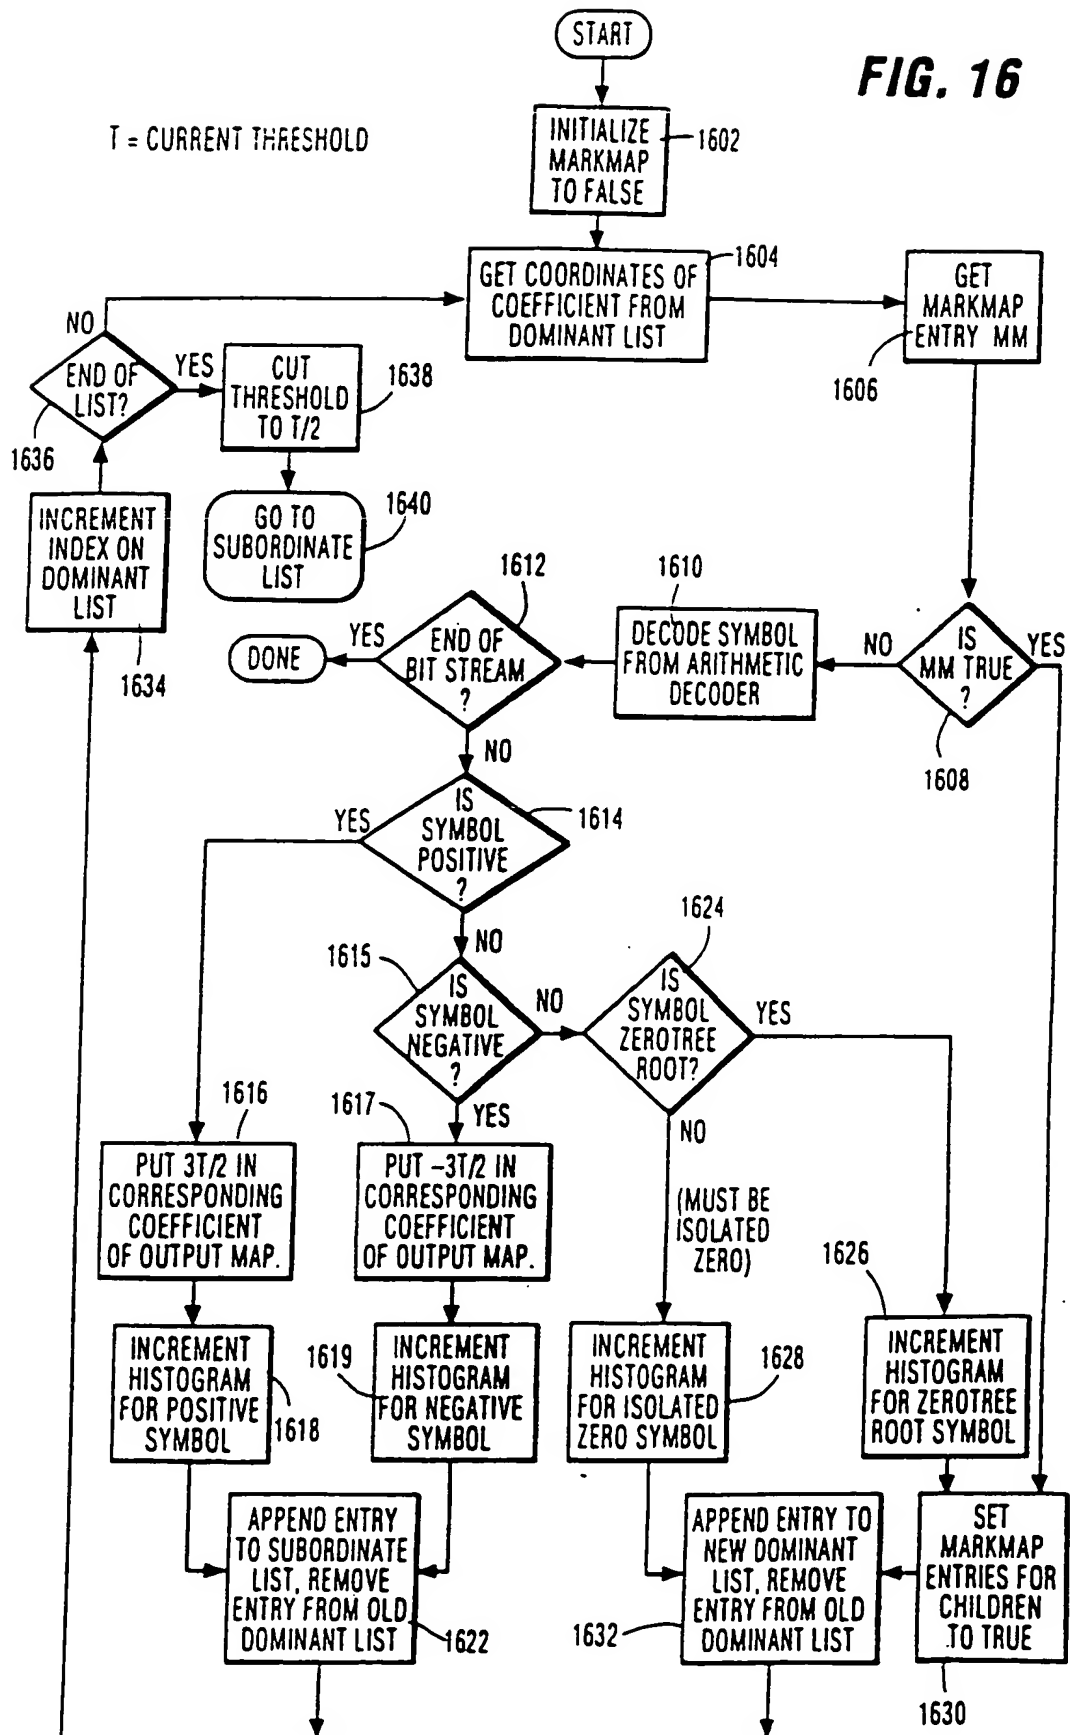 START
FIG. 16
T = CURRENT THRESHOLD
INITIALIZE
MARKMAP
TO FALSE
1602
GET COORDINATES OF
COEFFICIENT FROM
DOMINANT LIST
1604
GET
MARKMAP
ENTRY MM
1606
NO
END OF
LIST?
YES
1636
CUT
THRESHOLD
TO T/2
1638
GO TO
SUBORDINATE
LIST
1640
INCREMENT
INDEX ON
DOMINANT
LIST
1634
DONE
YES
END OF
BIT STREAM
?
1612
NO
DECODE SYMBOL
FROM ARITHMETIC
DECODER
1610
NO
IS
MM TRUE
?
YES
1608
YES
IS
SYMBOL
POSITIVE
?
1614
NO
1615
IS
SYMBOL
NEGATIVE
?
NO
YES
1624
IS
SYMBOL
ZEROTREE
ROOT?
YES
NO
1616
PUT 3T/2 IN
CORRESPONDING
COEFFICIENT
OF OUTPUT MAP.
1617
PUT -3T/2 IN
CORRESPONDING
COEFFICIENT
OF OUTPUT MAP.
(MUST BE
ISOLATED
ZERO)
1626
INCREMENT
HISTOGRAM
FOR POSITIVE
SYMBOL
1618
1619
INCREMENT
HISTOGRAM
FOR NEGATIVE
SYMBOL
INCREMENT
HISTOGRAM
FOR ISOLATED
ZERO SYMBOL
1628
INCREMENT
HISTOGRAM
FOR ZEROTREE
ROOT SYMBOL
APPEND ENTRY
TO SUBORDINATE
LIST, REMOVE
ENTRY FROM OLD
DOMINANT LIST
1622
APPEND ENTRY TO
NEW DOMINANT
LIST, REMOVE
ENTRY FROM OLD
DOMINANT LIST
1632
SET
MARKMAP
ENTRIES FOR
CHILDREN
TO TRUE
1630